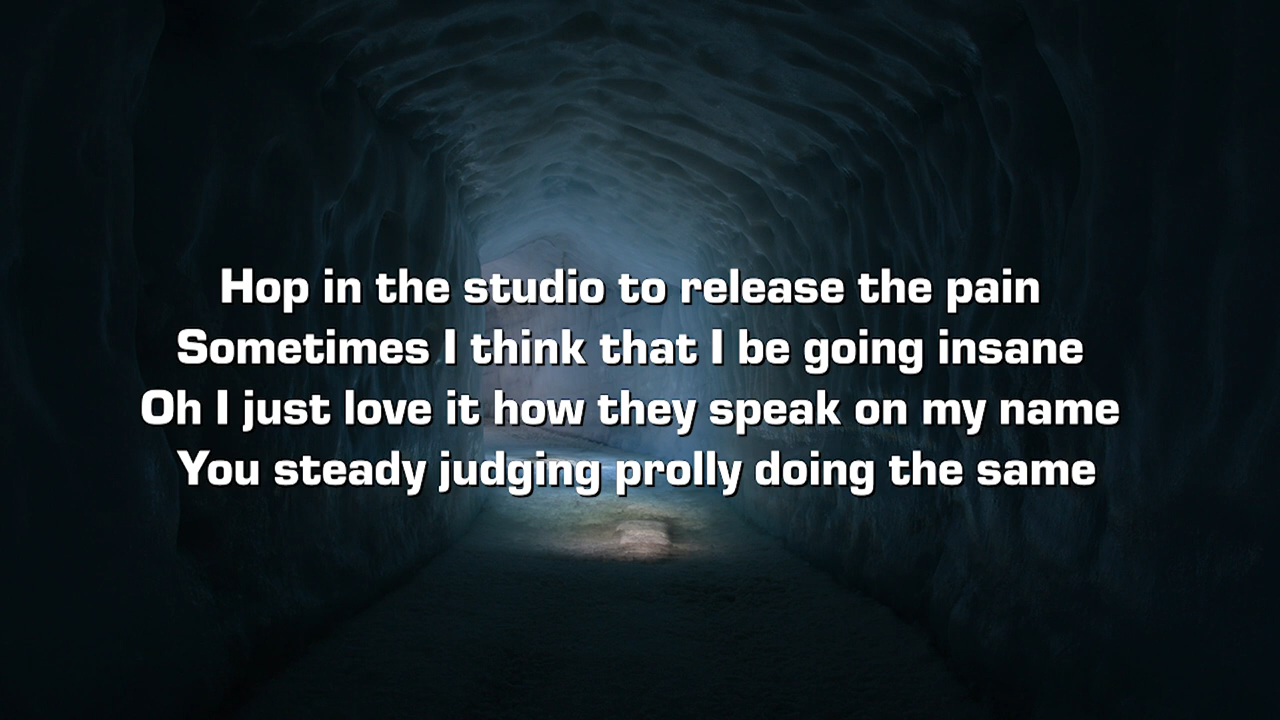 Hop in the studio to release the pain
Sometimes I think that I be going insane
Oh I just love it how they speak on my name
You steady judging prolly doing the same